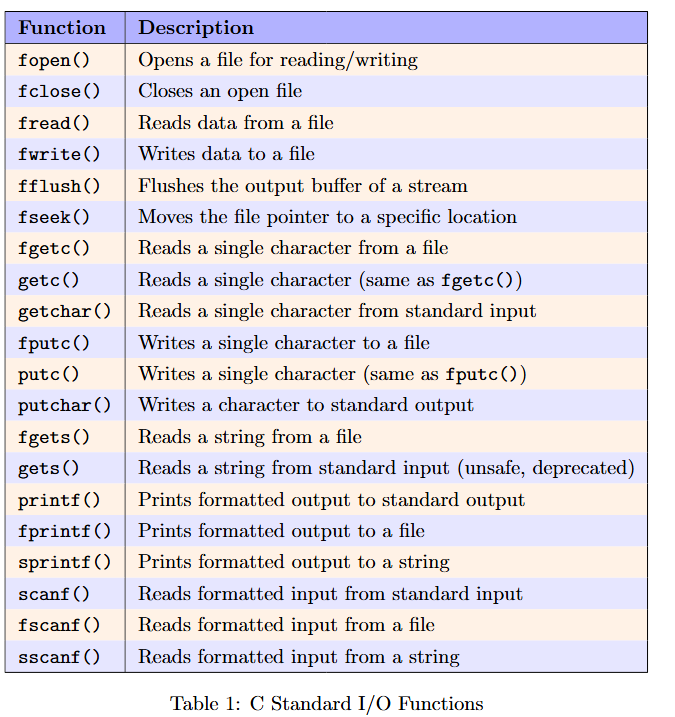 Function Description
fopen() Opens a file for reading/writing
fclose() Closes an open file
fread() Reads data from a file
fwrite() Writes data to a file
fflush() Flushes the output buffer of a stream
fseek() Moves the file pointer to a specific location
fgetc() Reads a single character from a file
getc() Reads a single character (same as fgetc())
getchar() Reads a single character from standard input
fputc() Writes a single character to a file
putc() Writes a single character (same as fputc())
putchar() Writes a character to standard output
fgets() Reads a string from a file
gets() Reads a string from standard input (unsafe, deprecated)
printf() Prints formatted output to standard output
fprintf() Prints formatted output to a file
sprintf() Prints formatted output to a string
scanf() Reads formatted input from standard input
fscanf() Reads formatted input from a file
sscanf() Reads formatted input from a string
Table 1: C Standard I/O Functions